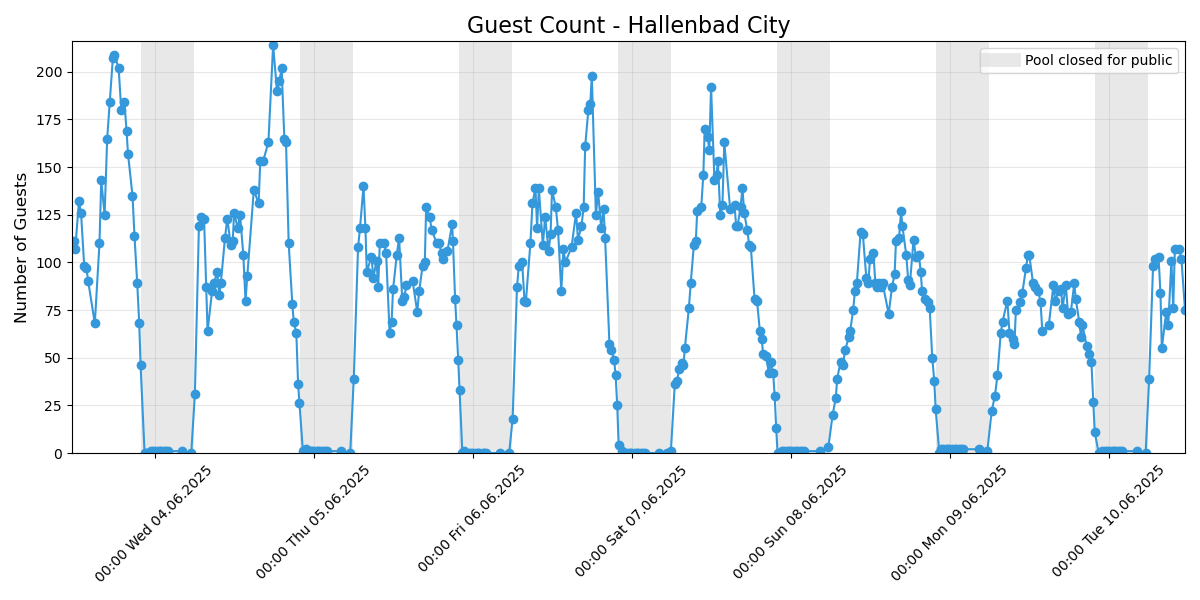 Guest Count - Hallenbad City
Pool closed for public
Number of Guests
200
175
150
125
100
75
50
25
0
00:00 Wed 04.06.2025
00:00 Thu 05.06.2025
00:00 Fri 06.06.2025
00:00 Sat 07.06.2025
00:00 Sun 08.06.2025
00:00 Mon 09.06.2025
00:00 Tue 10.06.2025